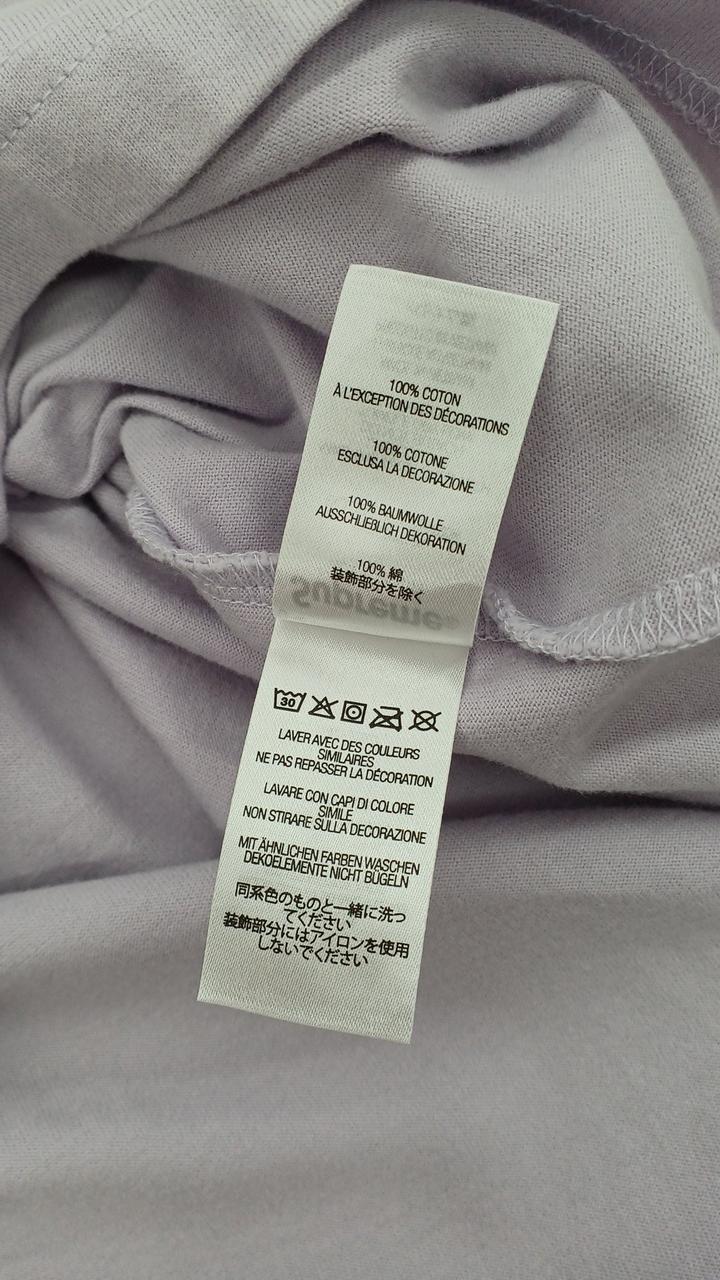 100% COTON
À L'EXCEPTION DES DÉCORATIONS
100% COTONE
ESCLUSA LA DECORAZIONE
100% BAUMWOLLE
AUSSCHLIEßLICH DEKORATION
100% 綿
装飾部分を除く
Supreme
30
LAVER AVEC DES COULEURS
SIMILAIRES
NE PAS REPASSER LA DÉCORATION
LAVARE CON CAPI DI COLORE
SIMILE
NON STIRARE SULLA DECORAZIONE
MIT ÄHNLICHEN FARBEN WASCHEN
DEKOELEMENTE NICHT BÜGELN
同系色のものと一緒に洗っ
てください
装飾部分にはアイロンを使用
しないでください